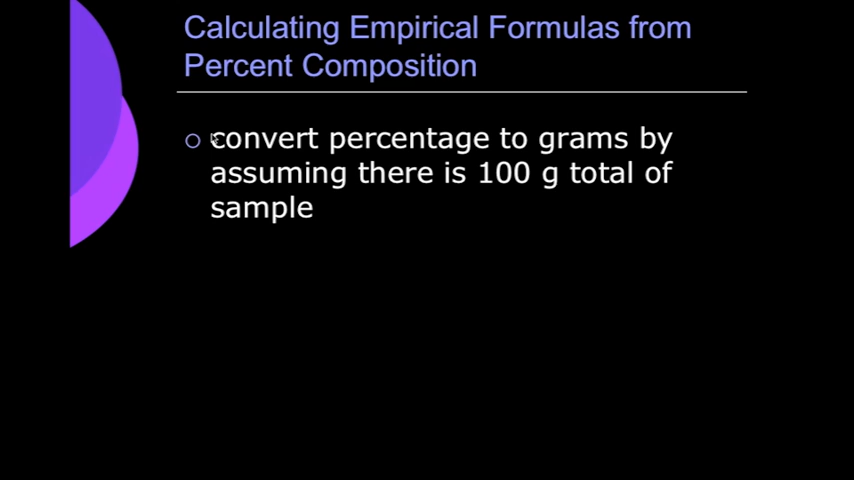 Calculating Empirical Formulas from
Percent Composition
convert percentage to grams by
assuming there is 100 g total of
sample